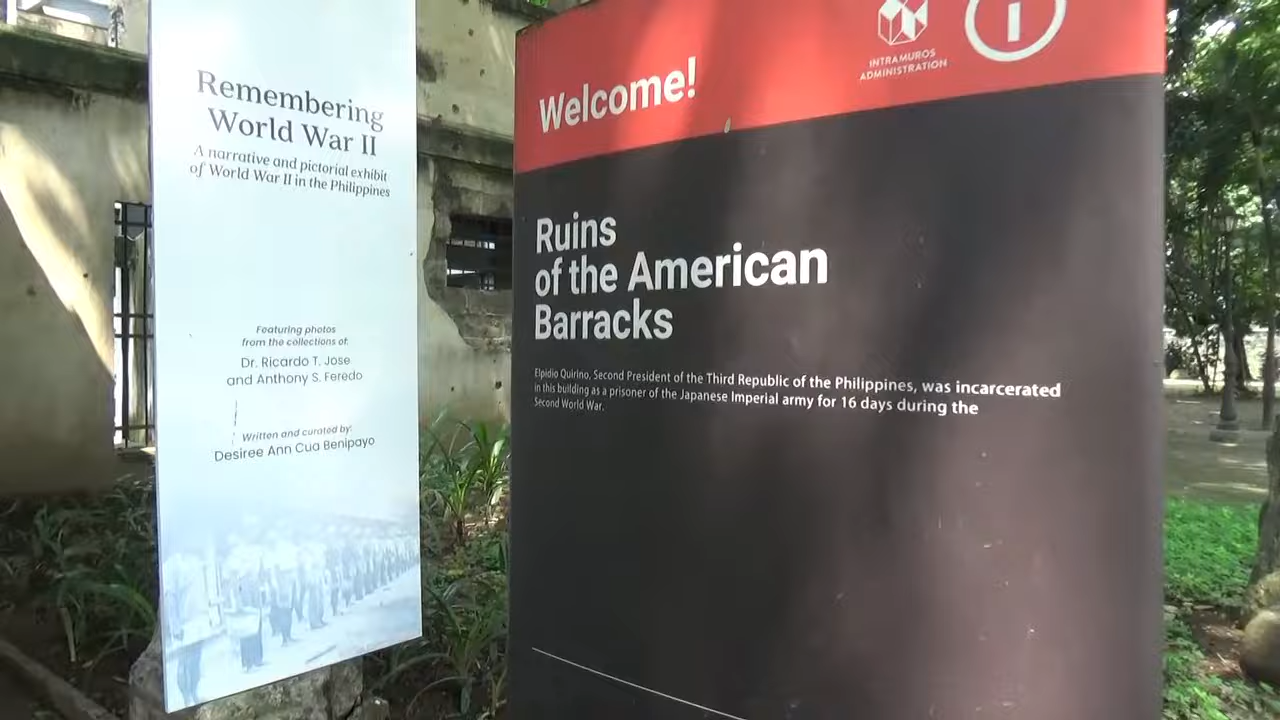 Remembering
World War II
A narrative and pictorial exhibit
of World War II in the Philippines
Featuring photos
from the collections of:
Dr. Ricardo T. Jose
and Anthony S. Feredo
Written and curated by:
Desiree Ann Cua Benipayo
INTRAMUROS
ADMINISTRATION
i
Welcome!
Ruins
of the American
Barracks
Elpidio Quirino, Second President of the Third Republic of the Philippines, was incarcerated
in this building as a prisoner of the Japanese Imperial army for 16 days during the
Second World War.